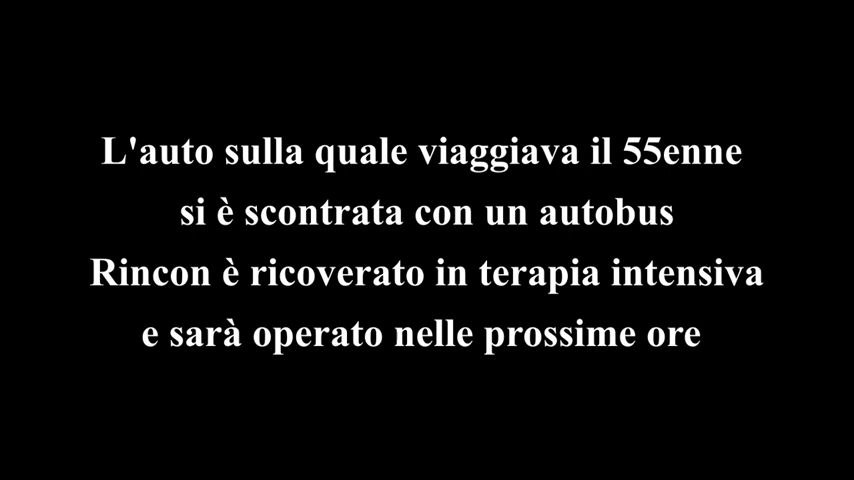 L'auto sulla quale viaggiava il 55enne
si è scontrata con un autobus
Rincon è ricoverato in terapia intensiva
e sarà operato nelle prossime ore